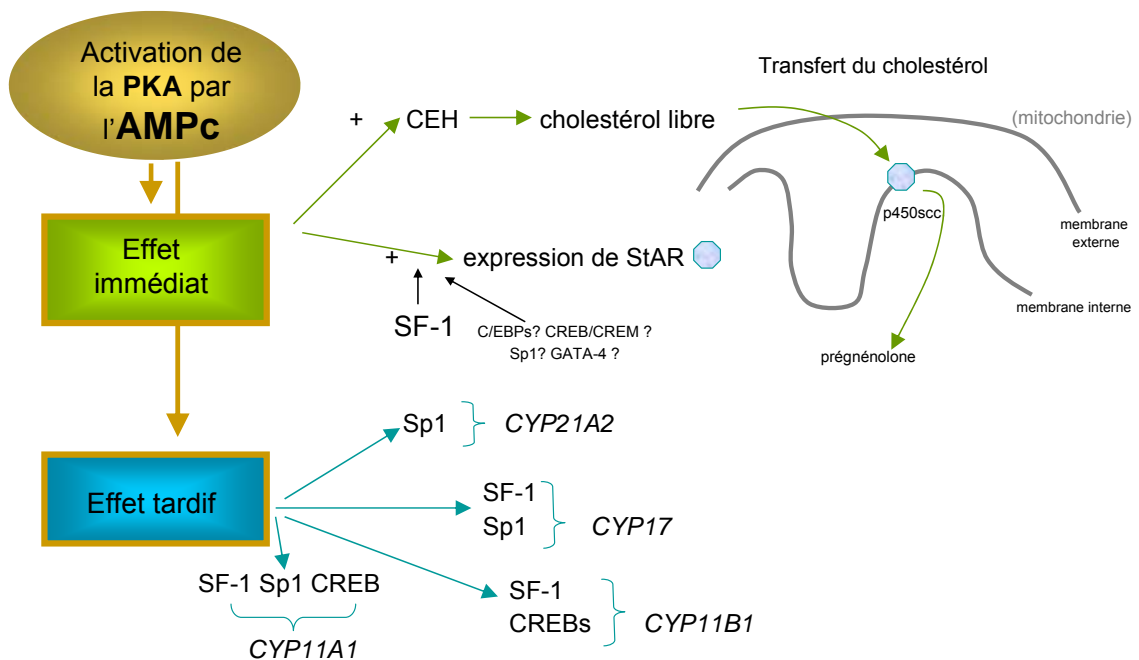 Activation de
la PKA par
l'AMPc
Transfert du cholestérol
+ CEH cholestérol libre
(mitochondrie)
p450scc
membrane
externe
Effet
immédiat
+ expression de StAR
membrane interne
SF-1
C/EBPs? CREB/CREM ?
Sp1? GATA-4 ?
prégnénolone
Sp1 CYP21A2
Effet tardif
SF-1
Sp1
CYP17
SF-1 Sp1 CREB
CYP11A1
SF-1
CREBs
CYP11B1